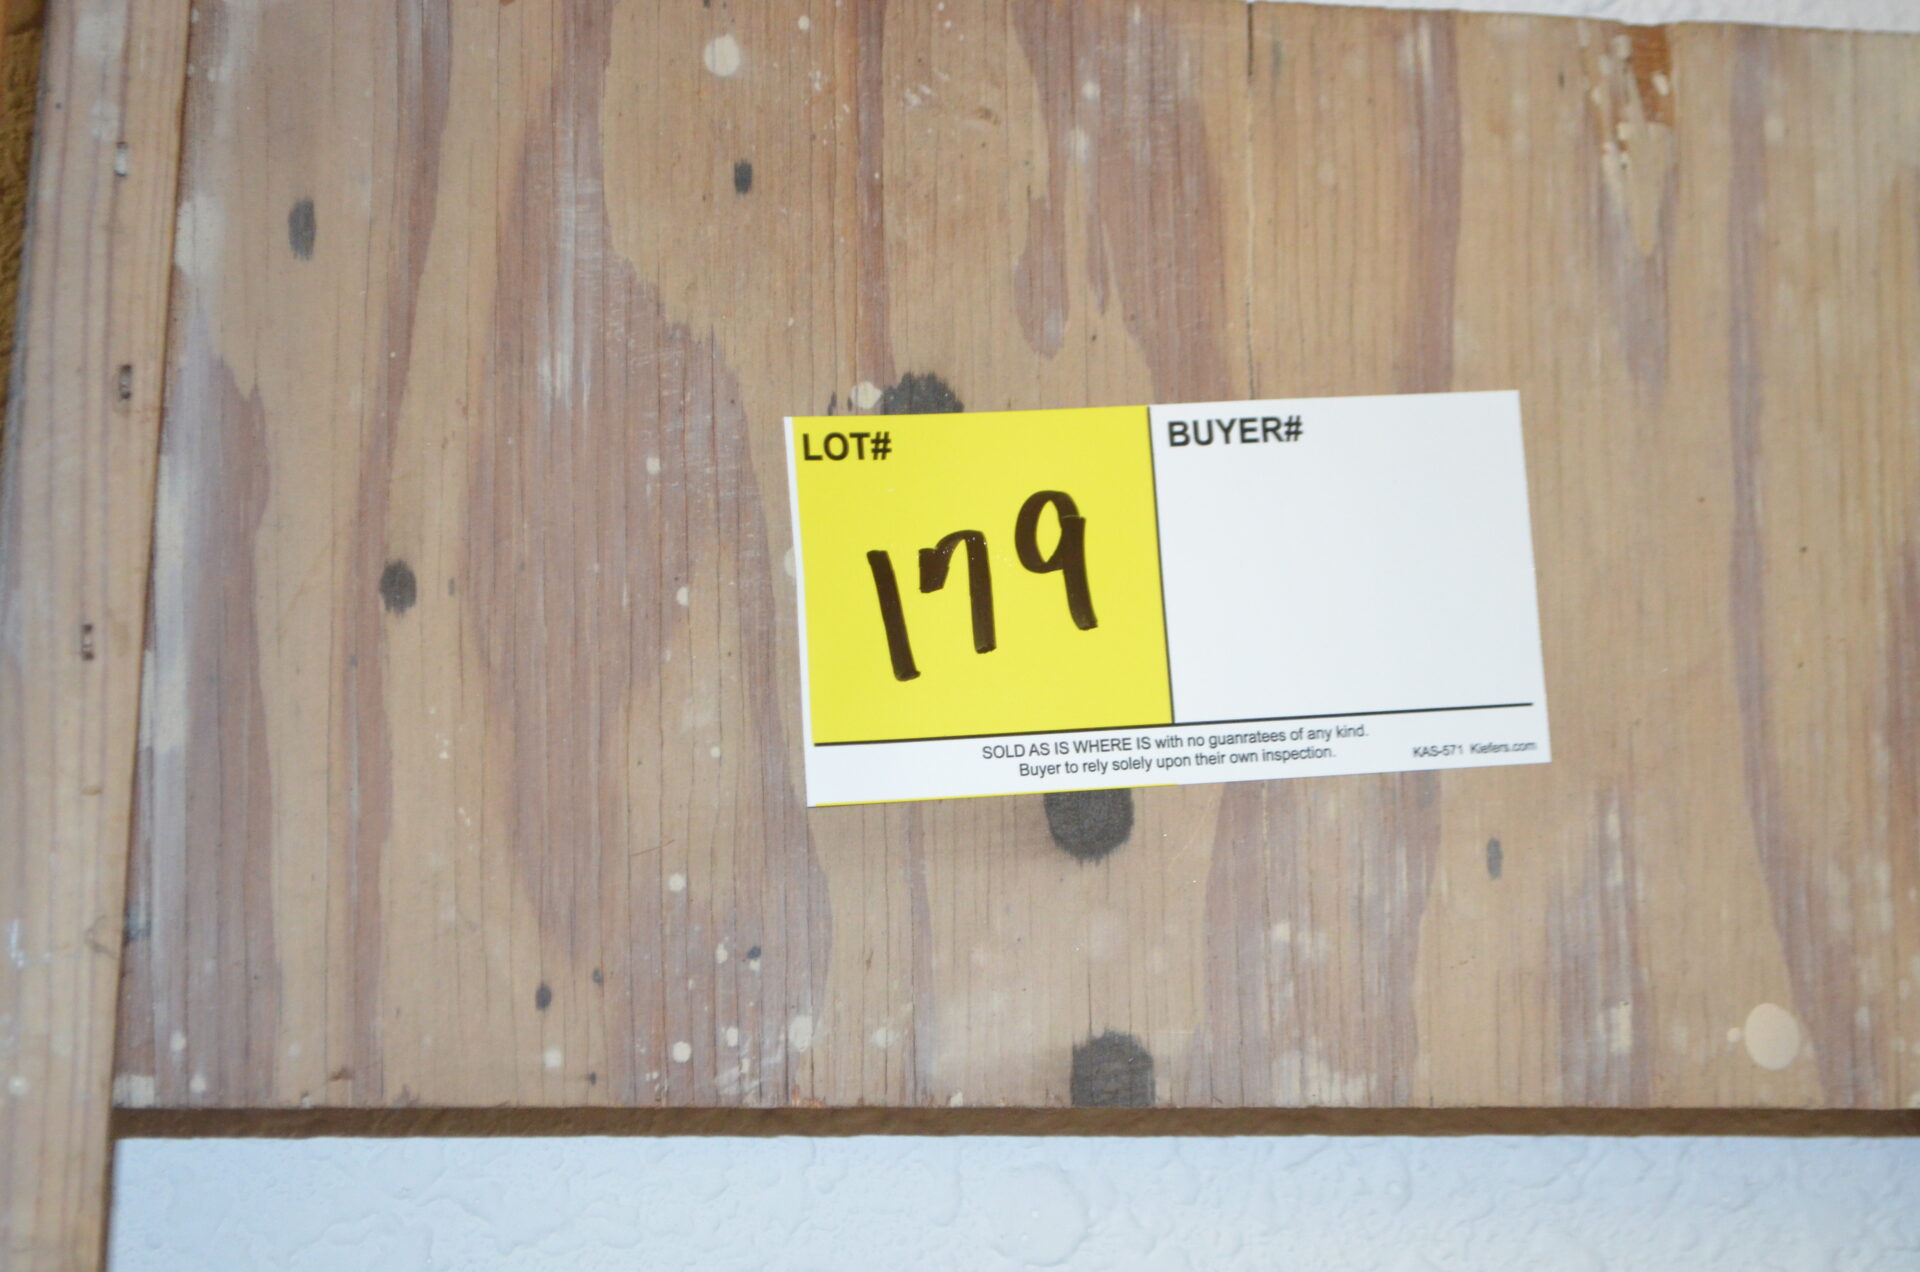 LOT#
BUYER#
179
SOLD AS IS WHERE IS with no guanratees of any kind.
Buyer to rely solely upon their own inspection.
KAS-571 Kiefers.com